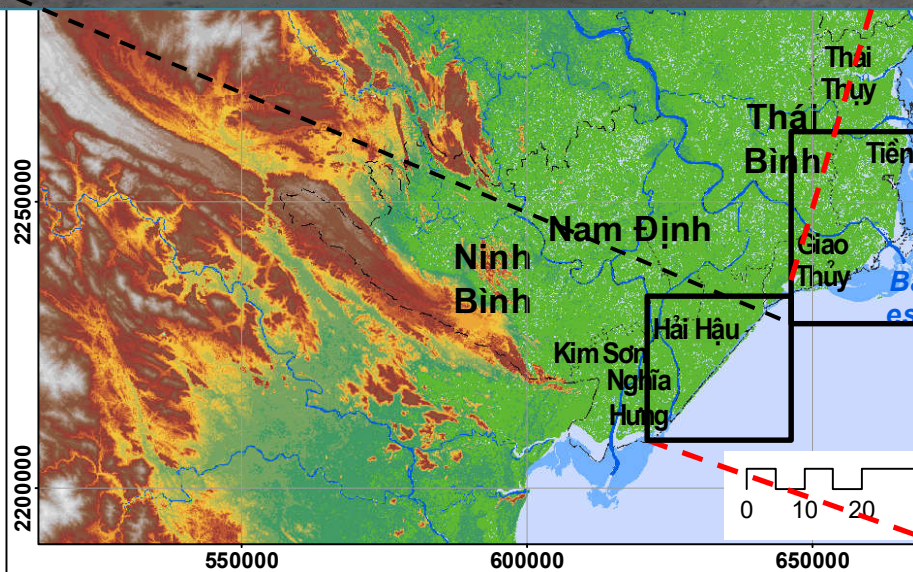 Thái
Thụy
Thái
Bình
Tiền
2250000
Nam Định
Giao
Thủy
Ninh
Bình
Ba
es
Hải Hậu
Kim Sơn
Nghĩa
Hưng
2200000
0 10 20
550000 600000 650000